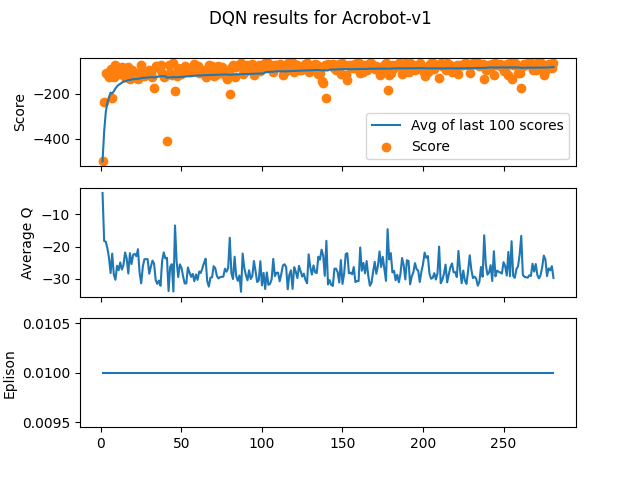 DQN results for Acrobot-v1
Score
−200
−400
Avg of last 100 scores
Score
Average Q
−10
−20
−30
Eplison
0.0105
0.0100
0.0095
0 50 100 150 200 250